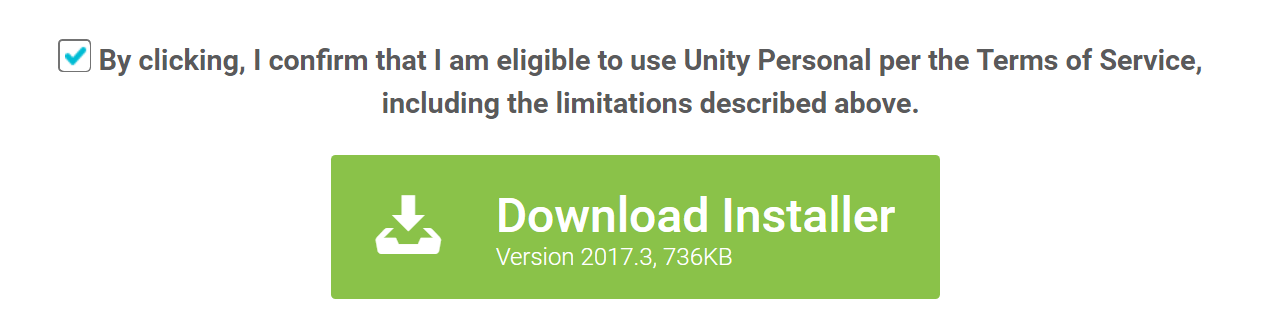 By clicking, I confirm that I am eligible to use Unity Personal per the Terms of Service,
including the limitations described above.
Download Installer
Version 2017.3, 736KB